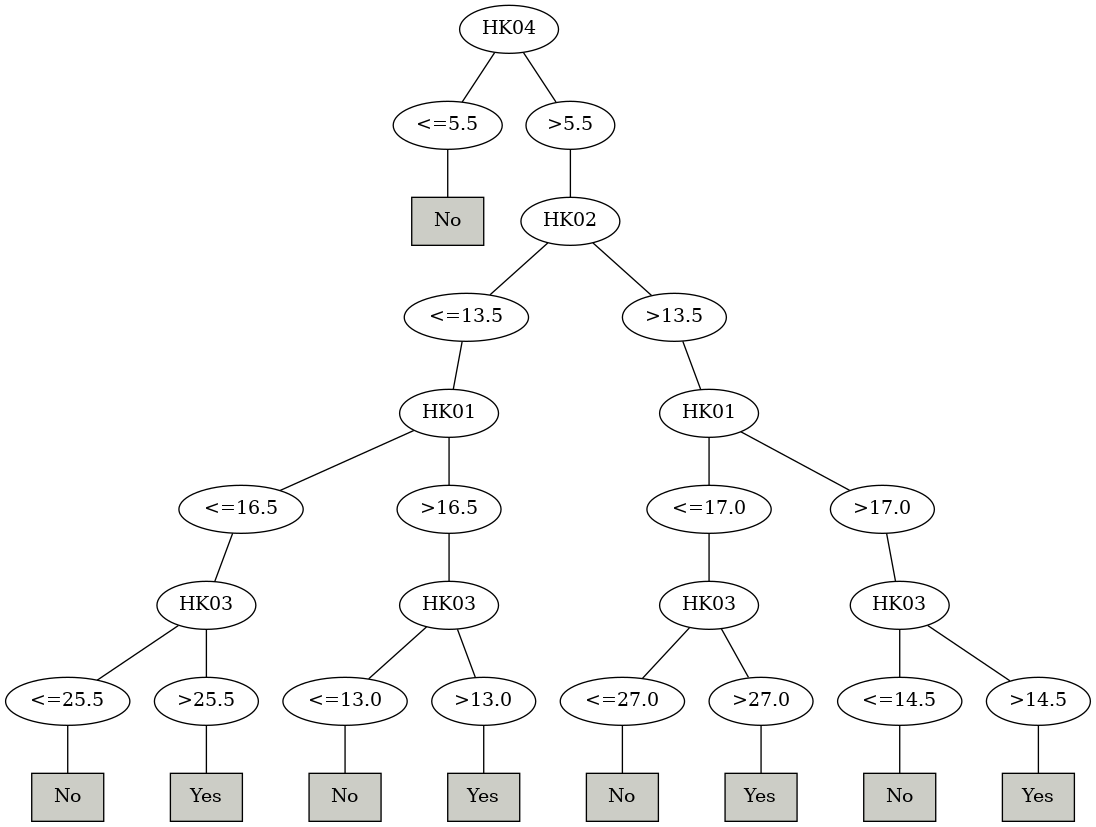 HK04
<=5.5 >5.5
No HK02
<=13.5 >13.5
HK01 HK01
<=16.5 >16.5 <=17.0 >17.0
HK03 HK03 HK03 HK03
<=25.5 >25.5 <=13.0 >13.0 <=27.0 >27.0 <=14.5 >14.5
No Yes No Yes No Yes No Yes